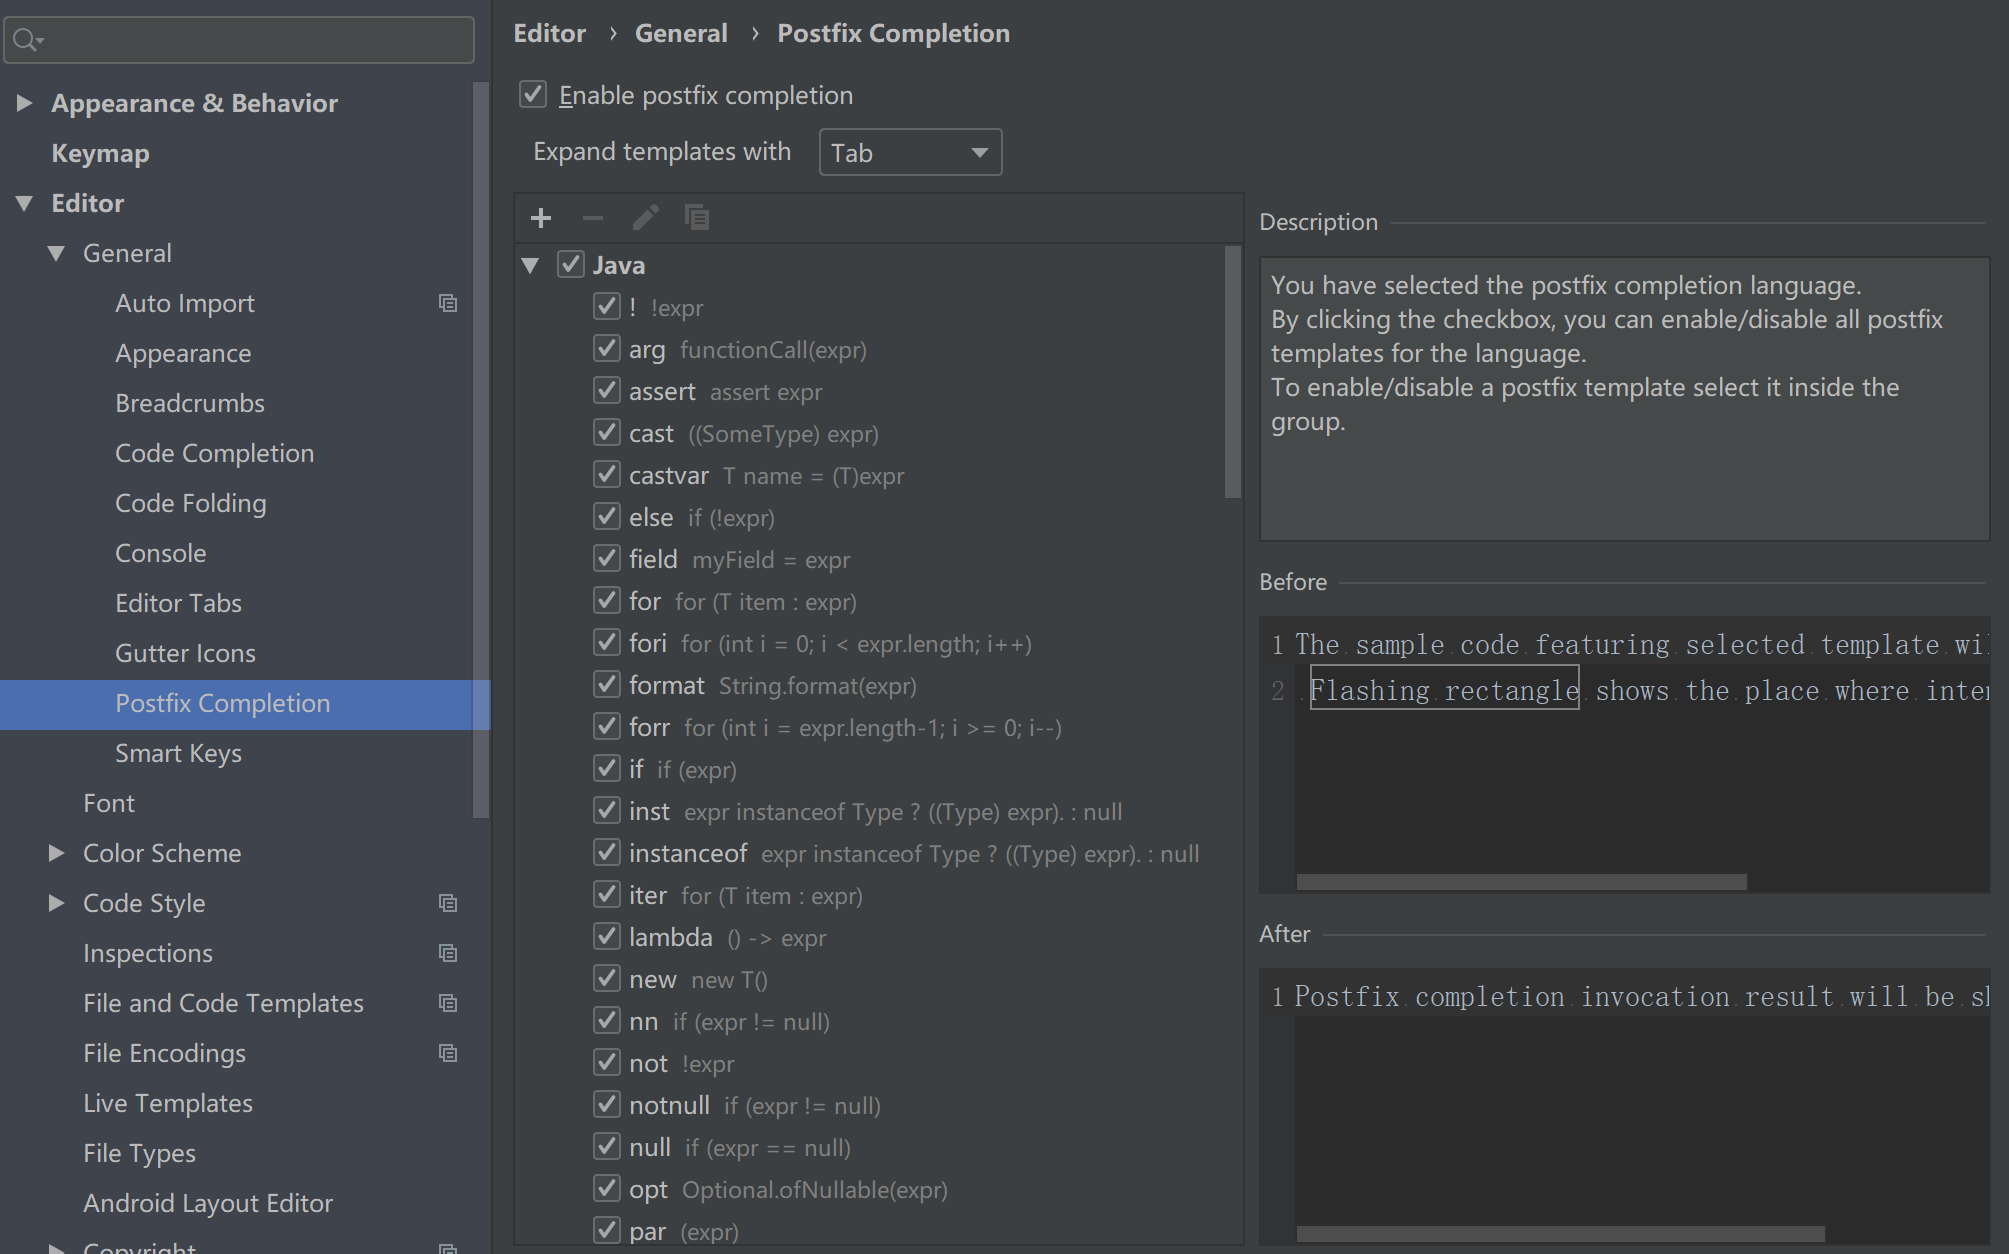 Editor › General › Postfix Completion
Appearance & Behavior
Keymap
Editor
General
Auto Import
Appearance
Breadcrumbs
Code Completion
Code Folding
Console
Editor Tabs
Gutter Icons
Postfix Completion
Smart Keys
Font
Color Scheme
Code Style
Inspections
File and Code Templates
File Encodings
Live Templates
File Types
Android Layout Editor
Copyright
Enable postfix completion
Expand templates with Tab
Java
! !expr
arg functionCall(expr)
assert assert expr
cast ((SomeType) expr)
castvar T name = (T)expr
else if (!expr)
field myField = expr
for for (T item : expr)
fori for (int i = 0; i < expr.length; i++)
format String.format(expr)
forr for (int i = expr.length-1; i >= 0; i--)
if if (expr)
inst expr instanceof Type ? ((Type) expr). : null
instanceof expr instanceof Type ? ((Type) expr). : null
iter for (T item : expr)
lambda () -> expr
new new T()
nn if (expr != null)
not !expr
notnull if (expr != null)
null if (expr == null)
opt Optional.ofNullable(expr)
par (expr)
Description
You have selected the postfix completion language.
By clicking the checkbox, you can enable/disable all postfix
templates for the language.
To enable/disable a postfix template select it inside the
group.
Before
1 The sample code featuring selected template
2 Flashing rectangle shows the place where
After
1 Postfix completion invocation result will be